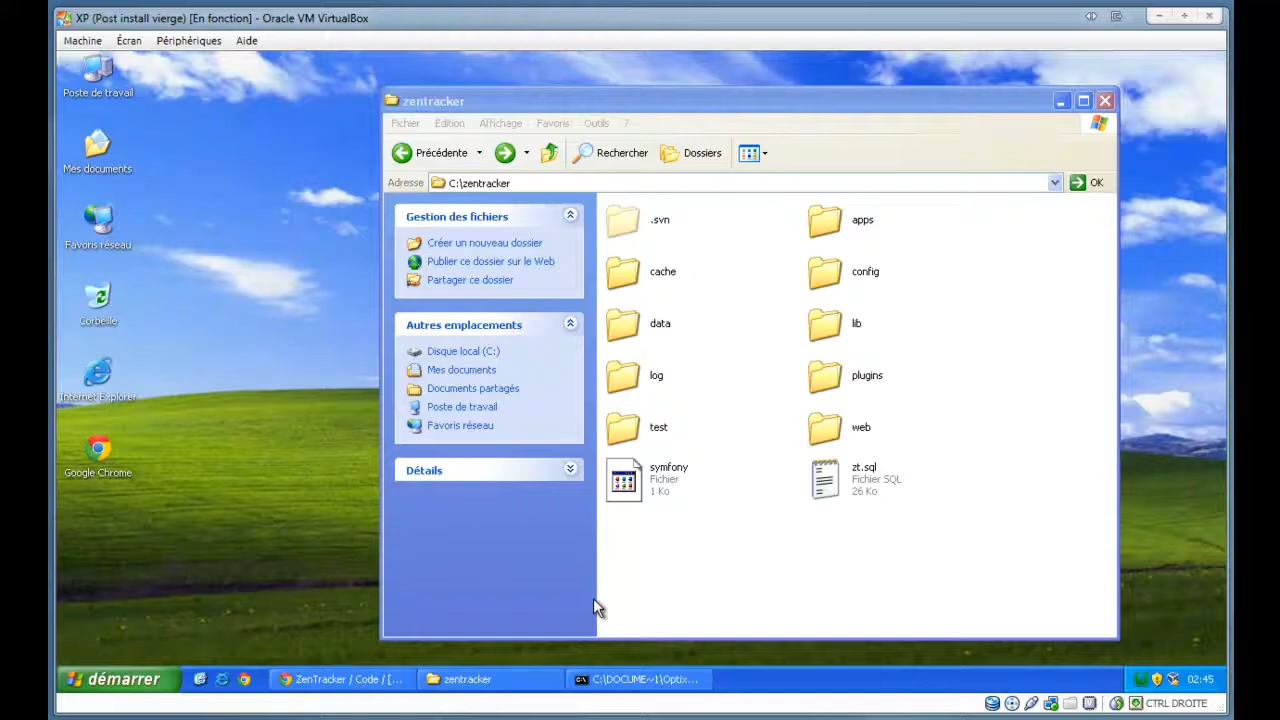 XP (Post install vierge) [En fonction] - Oracle VM VirtualBox
Machine Écran Périphériques Aide
Poste de travail
Mes documents
Favoris réseau
Corbeille
Internet Explorer
Google Chrome
zentracker
Fichier Edition Affichage Favoris Outils ?
Précédente Rechercher Dossiers
Adresse C:\zentracker OK
Gestion des fichiers
Créer un nouveau dossier
Publier ce dossier sur le Web
Partager ce dossier
Autres emplacements
Disque local (C:)
Mes documents
Documents partagés
Poste de travail
Favoris réseau
Détails
.svn apps
cache config
data lib
log plugins
test web
symfony
Fichier
1 Ko
zt.sql
Fichier SQL
26 Ko
démarrer ZenTracker / Code / [... zentracker C:\DOCUME~1\Optix... 02:45
CTRL DROITE